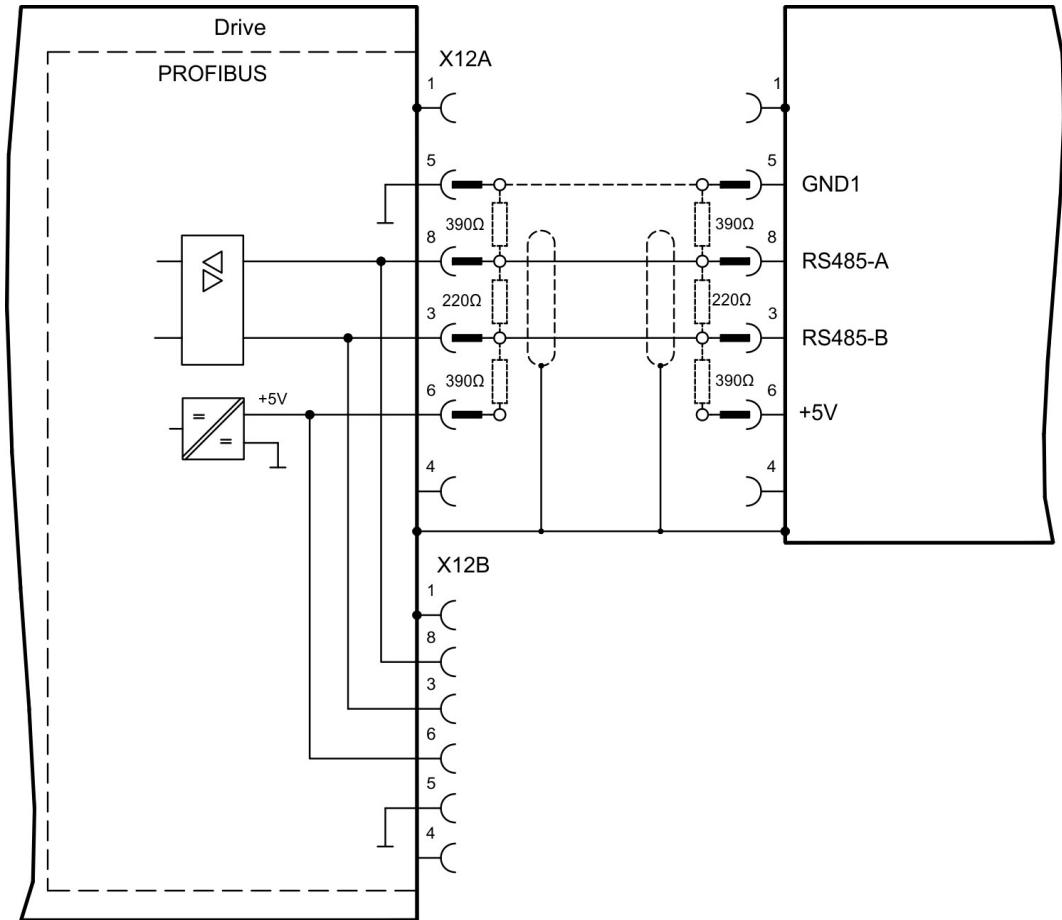 Drive
PROFIBUS
X12A
1
1
5
5
GND1
390Ω
390Ω
8
8
RS485-A
220Ω
220Ω
3
3
RS485-B
390Ω
390Ω
+5V
6
6
+5V
4
4
X12B
1
8
3
6
5
4